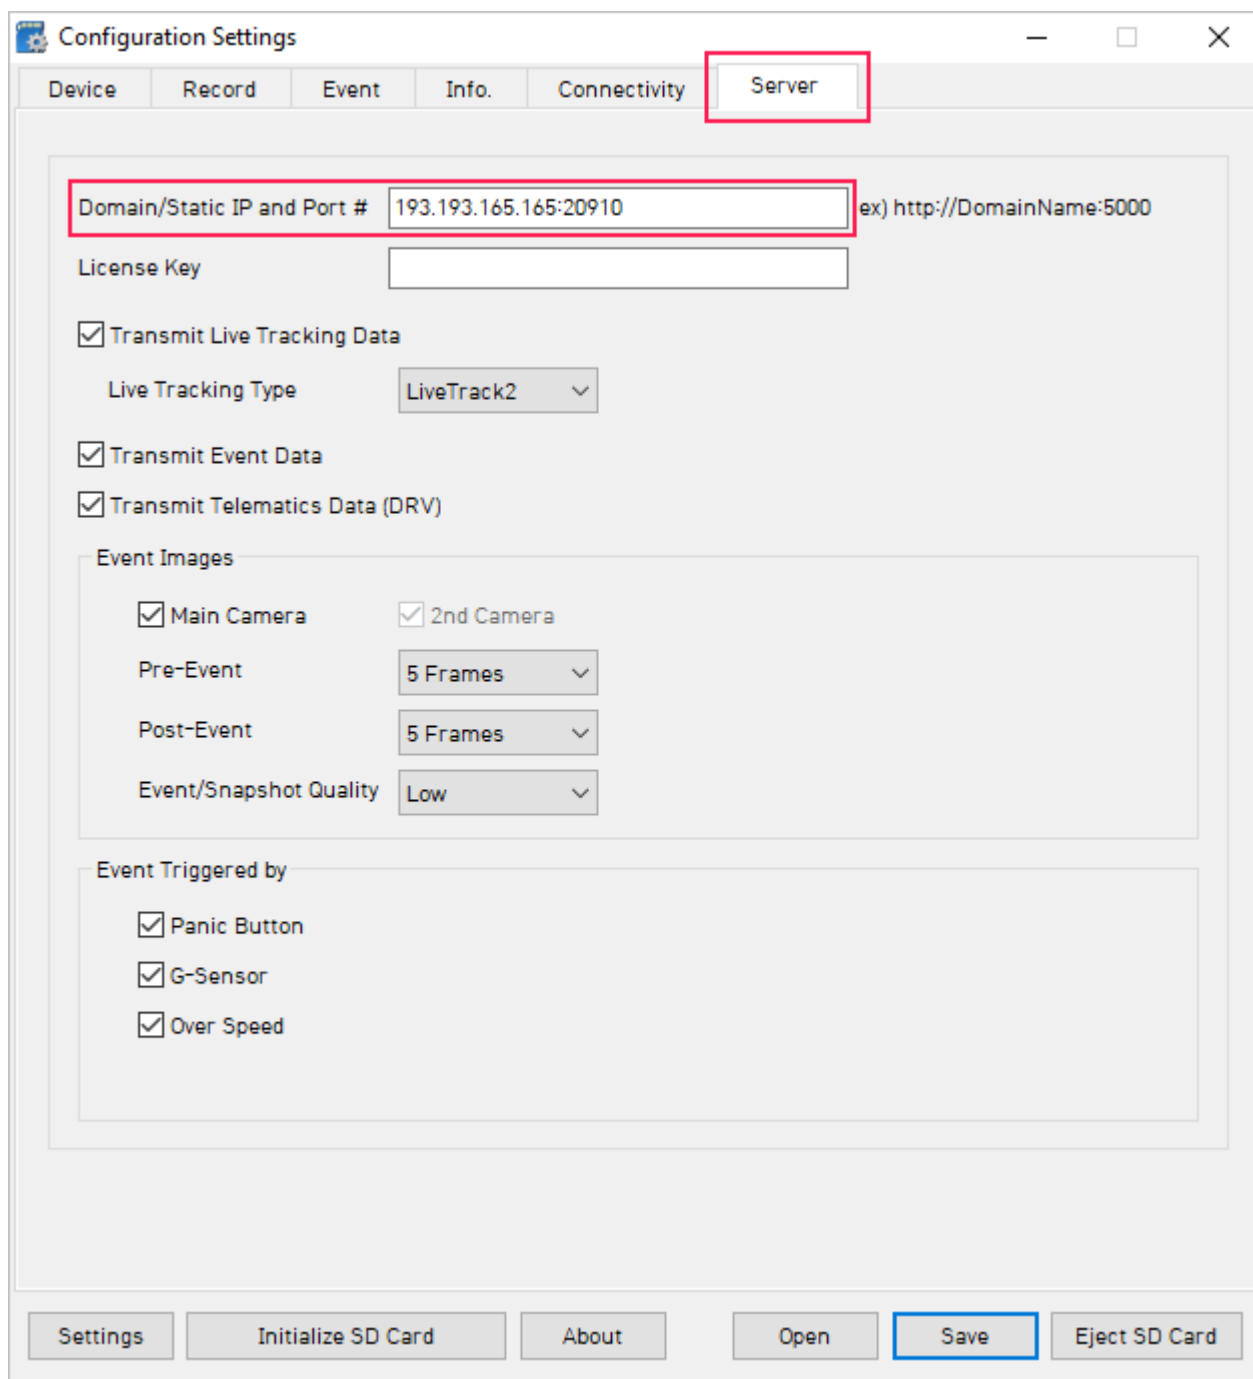 Configuration Settings
Device Record Event Info. Connectivity Server
Domain/Static IP and Port # 193.193.165.165:20910 ex) http://DomainName:5000
License Key
Transmit Live Tracking Data
Live Tracking Type LiveTrack2
Transmit Event Data
Transmit Telematics Data (DRV)
Event Images
Main Camera 2nd Camera
Pre-Event 5 Frames
Post-Event 5 Frames
Event/Snapshot Quality Low
Event Triggered by
Panic Button
G-Sensor
Over Speed
Settings Initialize SD Card About Open Save Eject SD Card